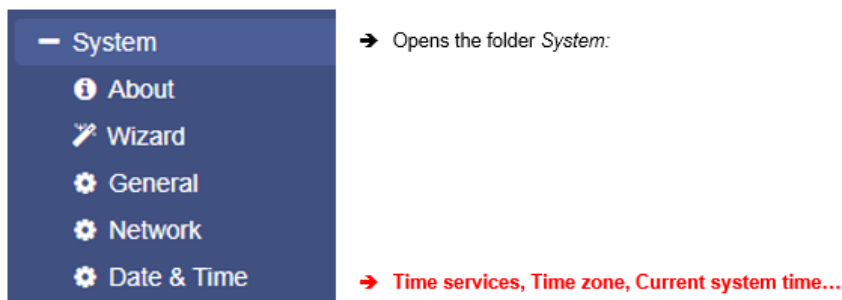 System ➔ Opens the folder System:
About
Wizard
General
Network
Date & Time ➔ Time services, Time zone, Current system time…